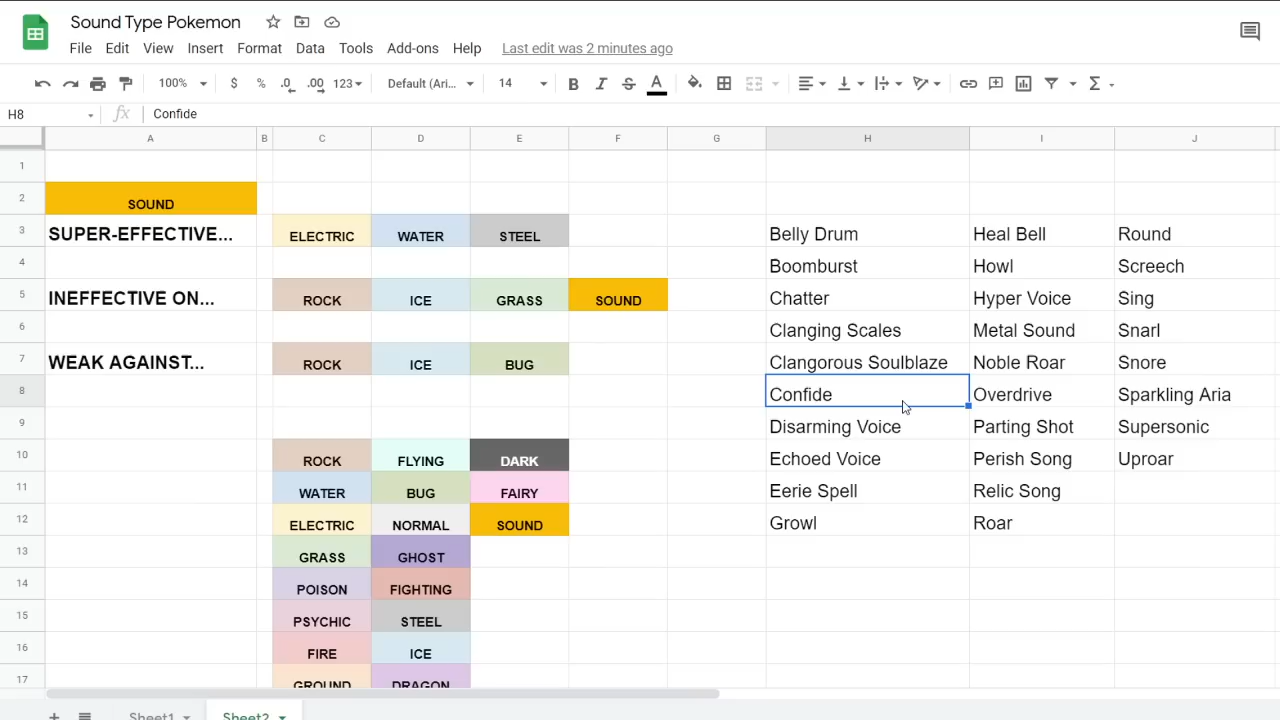 Sound Type Pokemon
File Edit View Insert Format Data Tools Add-ons Help Last edit was 2 minutes ago
100% $ % .0 .00 123 Default (Ari... 14 B I S A Σ
H8 fx Confide
A B C D E F G H I J
1
2 SOUND
3 SUPER-EFFECTIVE... ELECTRIC WATER STEEL Belly Drum Heal Bell Round
4 Boomburst Howl Screech
5 INEFFECTIVE ON... ROCK ICE GRASS SOUND Chatter Hyper Voice Sing
6 Clanging Scales Metal Sound Snarl
7 WEAK AGAINST... ROCK ICE BUG Clangorous Soulblaze Noble Roar Snore
8 Confide Overdrive Sparkling Aria
9 Disarming Voice Parting Shot Supersonic
10 ROCK FLYING DARK Echoed Voice Perish Song Uproar
11 WATER BUG FAIRY Eerie Spell Relic Song
12 ELECTRIC NORMAL SOUND Growl Roar
13 GRASS GHOST
14 POISON FIGHTING
15 PSYCHIC STEEL
16 FIRE ICE
17 GROUND DRAGON
+ Sheet1 Sheet2